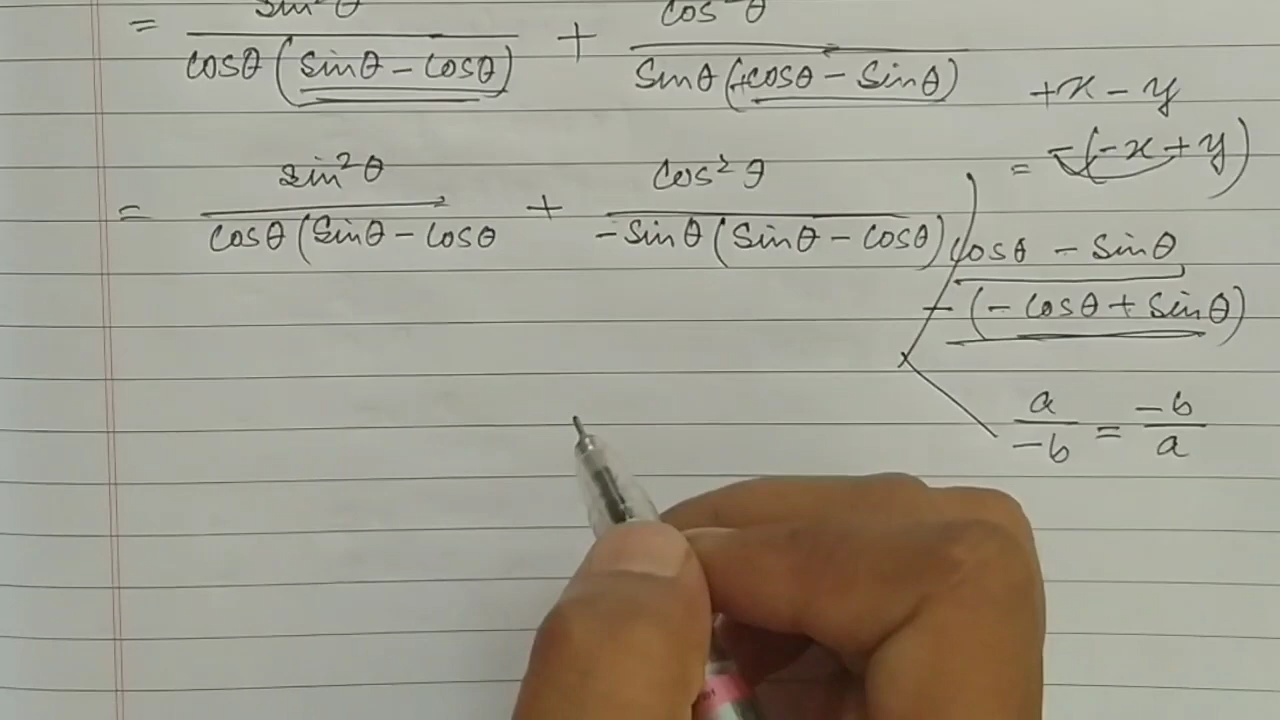 = sin²θ / cosθ (sinθ - cosθ) + cos²θ / sinθ (+cosθ - sinθ)
+x - y
= -(-x + y)
= sin²θ / cosθ (sinθ - cosθ + cos²θ / -sinθ (sinθ - cosθ)
cosθ - sinθ
- (- cosθ + sinθ)
a / -b = -b / a